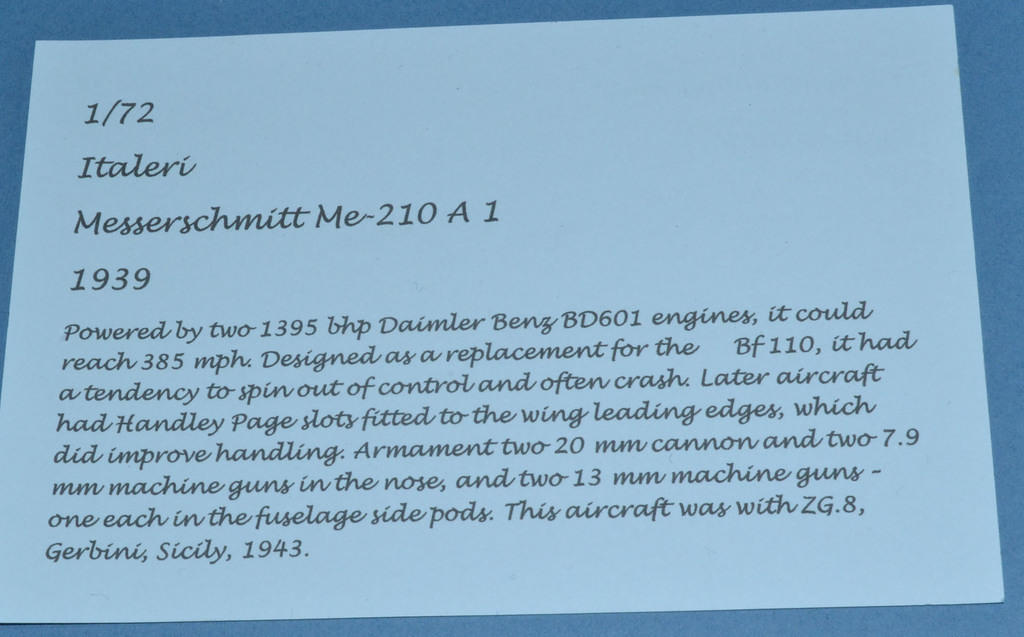 1/72
Italeri
Messerschmitt Me-210 A 1
1939
Powered by two 1395 bhp Daimler Benz BD601 engines, it could
reach 385 mph. Designed as a replacement for the Bf 110, it had
a tendency to spin out of control and often crash. Later aircraft
had Handley Page slots fitted to the wing leading edges, which
did improve handling. Armament two 20 mm cannon and two 7.9
mm machine guns in the nose, and two 13 mm machine guns -
one each in the fuselage side pods. This aircraft was with ZG.8,
Gerbini, Sicily, 1943.